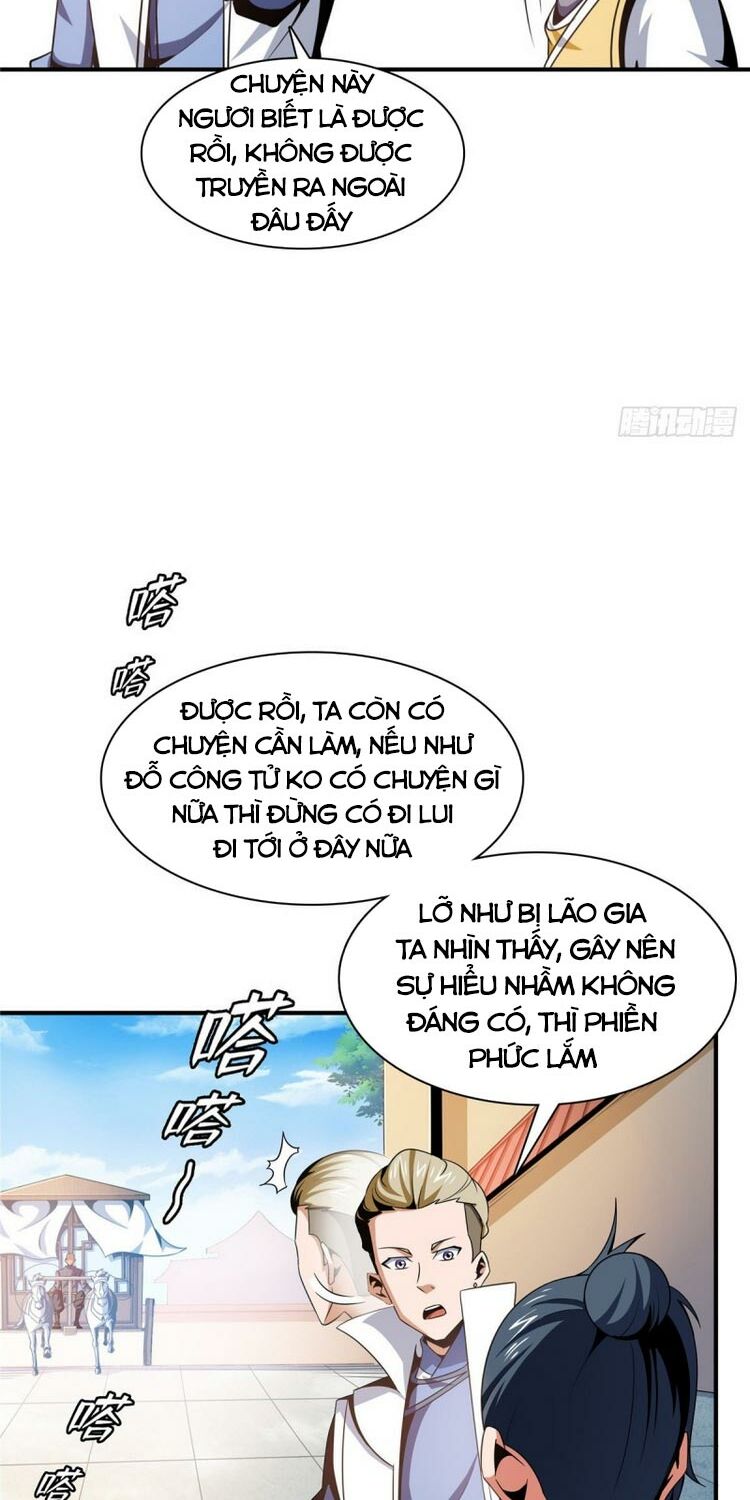 CHUYỆN NÀY
NGƯƠI BIẾT LÀ ĐƯỢC
RỒI, KHÔNG ĐƯỢC
TRUYỀN RA NGOÀI
ĐÂU ĐẤY
腾讯动漫
嗒
嗒
ĐƯỢC RỒI, TA CÒN CÓ
CHUYỆN CẦN LÀM, NẾU NHƯ
ĐỖ CÔNG TỬ KO CÓ CHUYỆN GÌ
NỮA THÌ ĐỪNG CÓ ĐI LUI
ĐI TỚI Ở ĐÂY NỮA
LỠ NHƯ BỊ LÃO GIA
TA NHÌN THẤY, GÂY NÊN
SỰ HIỂU NHẦM KHÔNG
ĐÁNG CÓ, THÌ PHIỀN
PHỨC LẮM
嗒
嗒
~
嗒
嗒